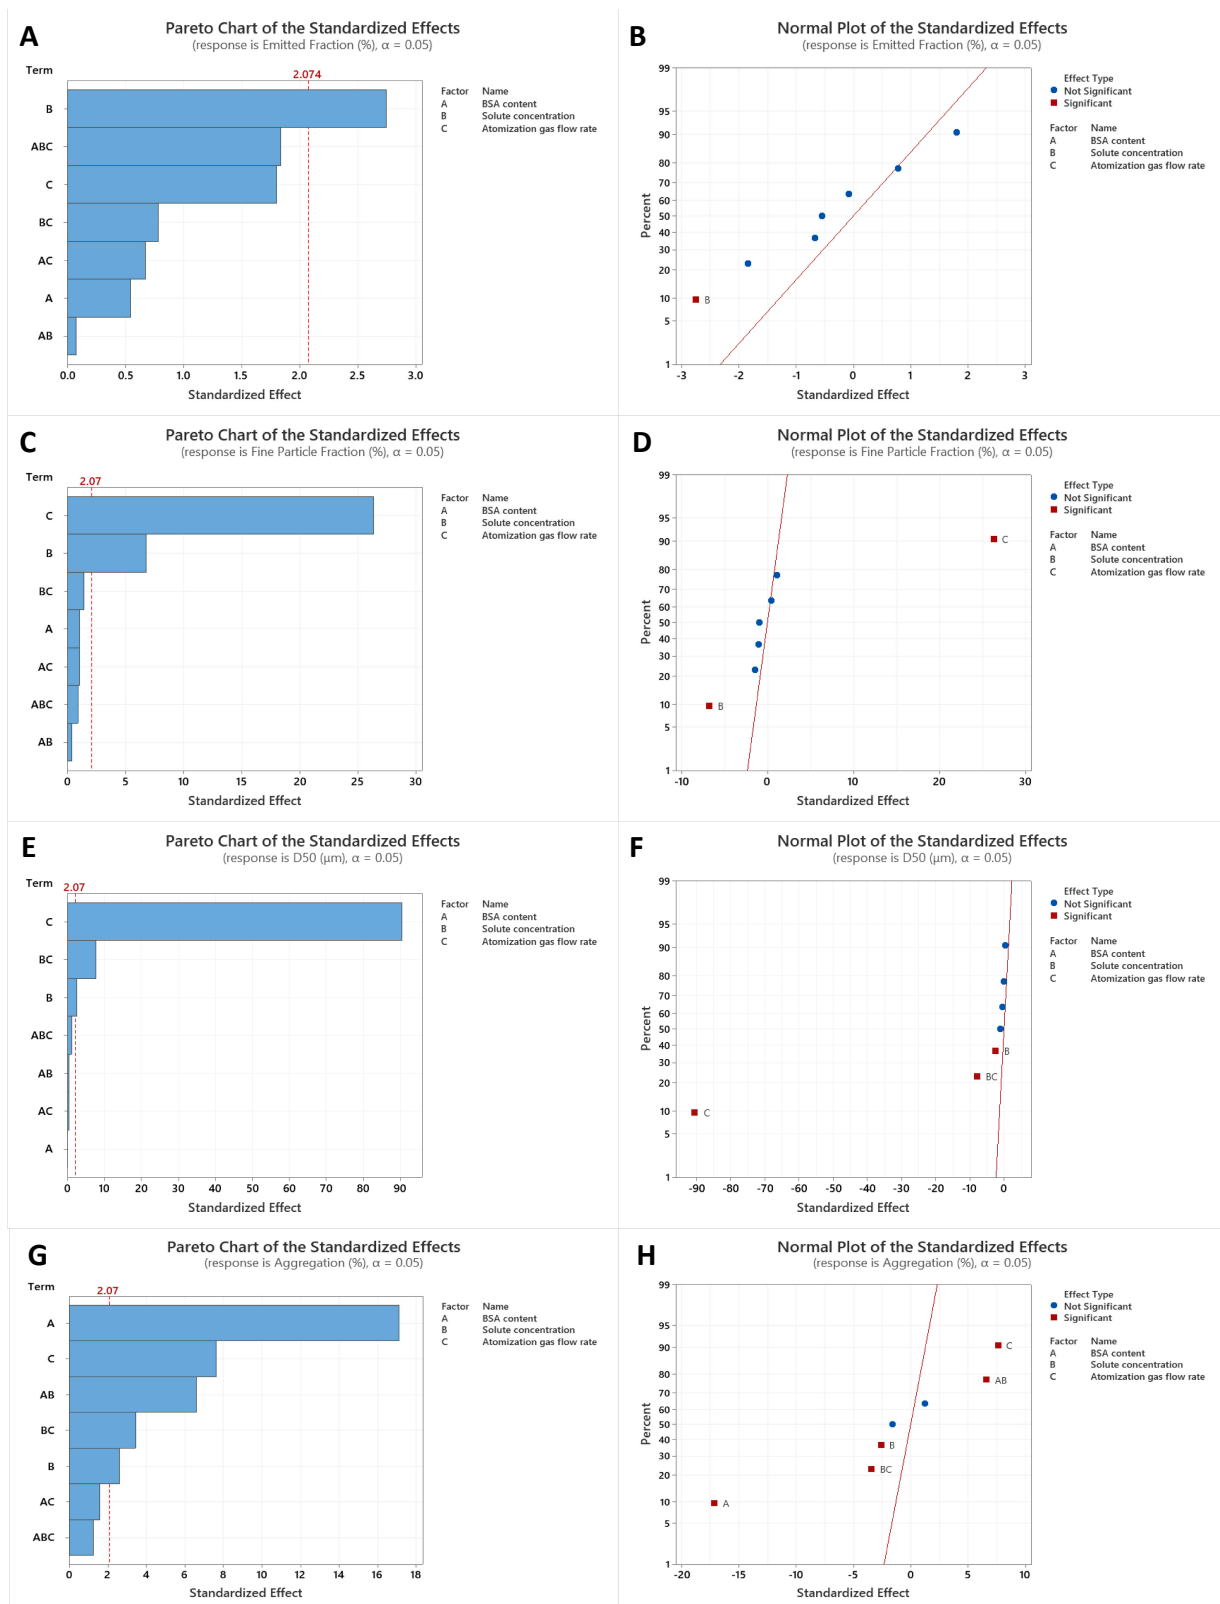 A
Pareto Chart of the Standardized Effects
(response is Emitted Fraction (%), α = 0.05)
Term
2.074
B
ABC
C
BC
AC
A
AB
0.0 0.5 1.0 1.5 2.0 2.5 3.0
Standardized Effect
Factor Name
A BSA content
B Solute concentration
C Atomization gas flow rate
B
Normal Plot of the Standardized Effects
(response is Emitted Fraction (%), α = 0.05)
99
95
90
80
70
60
50
40
30
20
10
5
1
Percent
B
-3 -2 -1 0 1 2 3
Standardized Effect
Effect Type
Not Significant
Significant
Factor Name
A BSA content
B Solute concentration
C Atomization gas flow rate
C
Pareto Chart of the Standardized Effects
(response is Fine Particle Fraction (%), α = 0.05)
Term
2.07
C
B
BC
A
AC
ABC
AB
0 5 10 15 20 25 30
Standardized Effect
Factor Name
A BSA content
B Solute concentration
C Atomization gas flow rate
D
Normal Plot of the Standardized Effects
(response is Fine Particle Fraction (%), α = 0.05)
99
95
90
80
70
60
50
40
30
20
10
5
1
Percent
C
B
-10 0 10 20 30
Standardized Effect
Effect Type
Not Significant
Significant
Factor Name
A BSA content
B Solute concentration
C Atomization gas flow rate
E
Pareto Chart of the Standardized Effects
(response is D50 (μm), α = 0.05)
Term
2.07
C
BC
B
ABC
AB
AC
A
0 10 20 30 40 50 60 70 80 90
Standardized Effect
Factor Name
A BSA content
B Solute concentration
C Atomization gas flow rate
F
Normal Plot of the Standardized Effects
(response is D50 (μm), α = 0.05)
99
95
90
80
70
60
50
40
30
20
10
5
1
Percent
B
BC
C
-90 -80 -70 -60 -50 -40 -30 -20 -10 0
Standardized Effect
Effect Type
Not Significant
Significant
Factor Name
A BSA content
B Solute concentration
C Atomization gas flow rate
G
Pareto Chart of the Standardized Effects
(response is Aggregation (%), α = 0.05)
Term
2.07
A
C
AB
BC
B
AC
ABC
0 2 4 6 8 10 12 14 16 18
Standardized Effect
Factor Name
A BSA content
B Solute concentration
C Atomization gas flow rate
H
Normal Plot of the Standardized Effects
(response is Aggregation (%), α = 0.05)
99
95
90
80
70
60
50
40
30
20
10
5
1
Percent
C
AB
B
BC
A
-20 -15 -10 -5 0 5 10
Standardized Effect
Effect Type
Not Significant
Significant
Factor Name
A BSA content
B Solute concentration
C Atomization gas flow rate